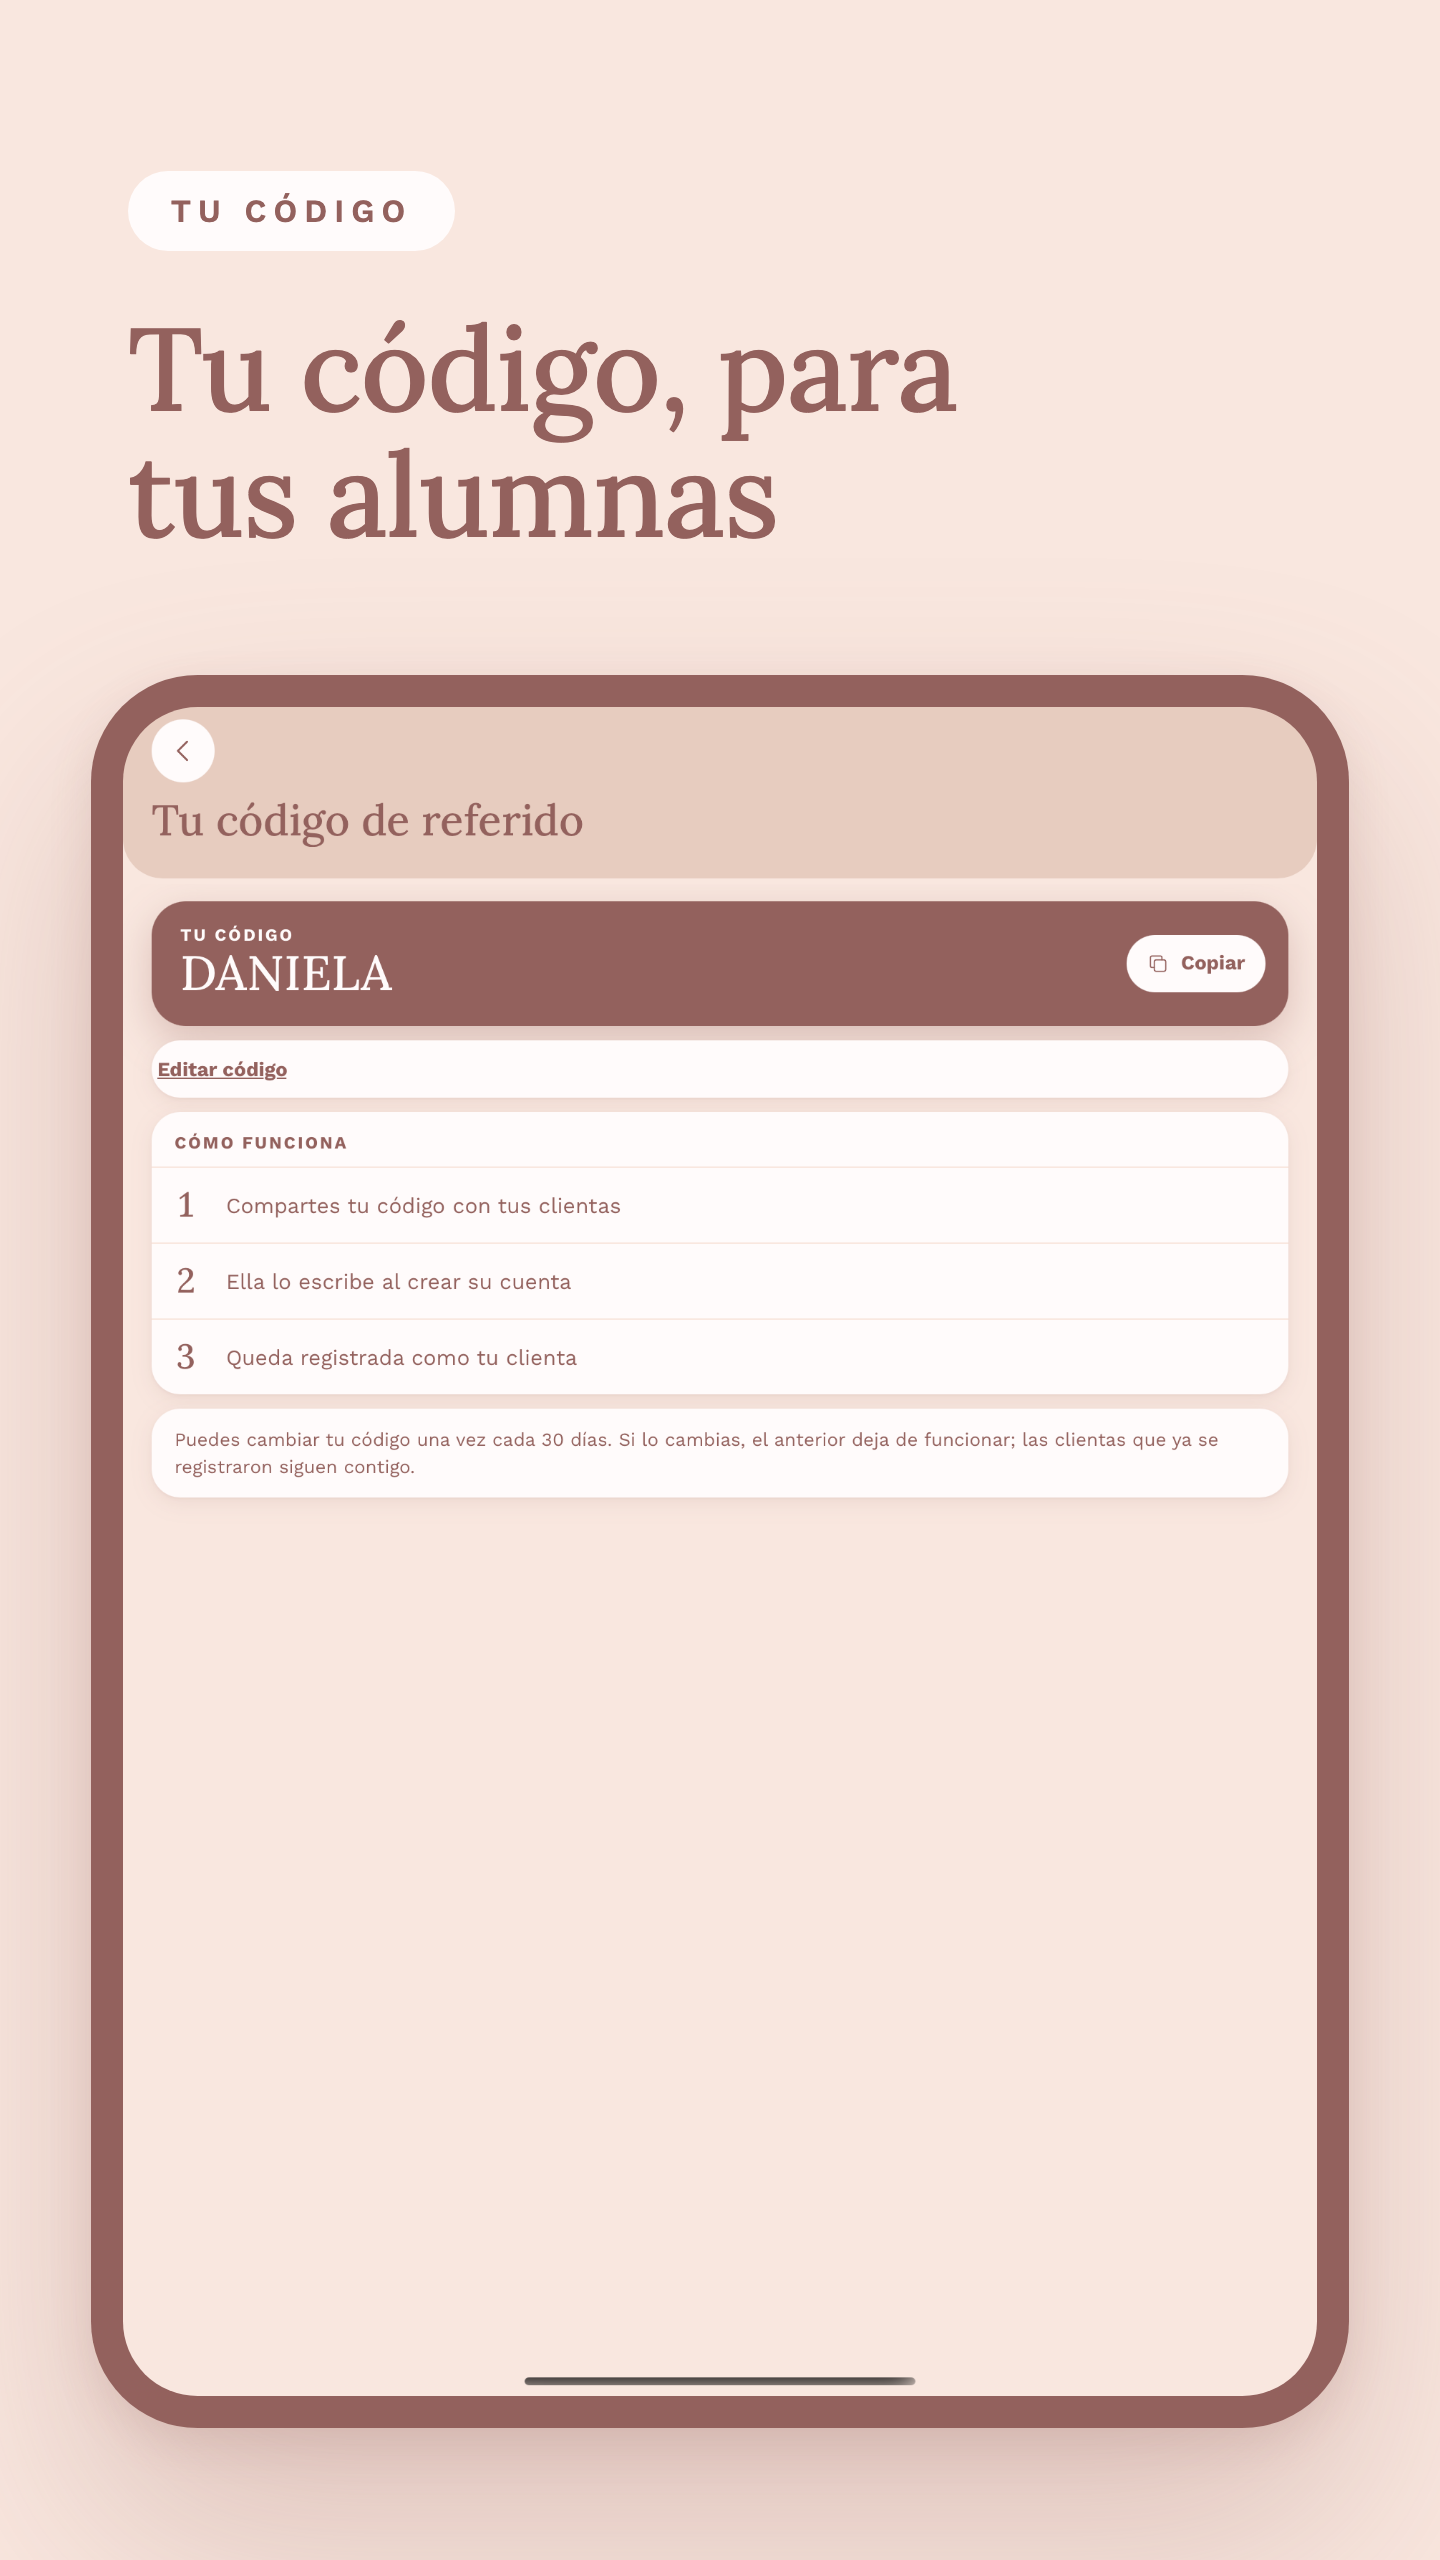 TU CÓDIGO
Tu código, para
tus alumnas
Tu código de referido
TU CÓDIGO
DANIELA
Copiar
Editar código
CÓMO FUNCIONA
1 Compartes tu código con tus clientas
2 Ella lo escribe al crear su cuenta
3 Queda registrada como tu clienta
Puedes cambiar tu código una vez cada 30 días. Si lo cambias, el anterior deja de funcionar; las clientas que ya se
registraron siguen contigo.